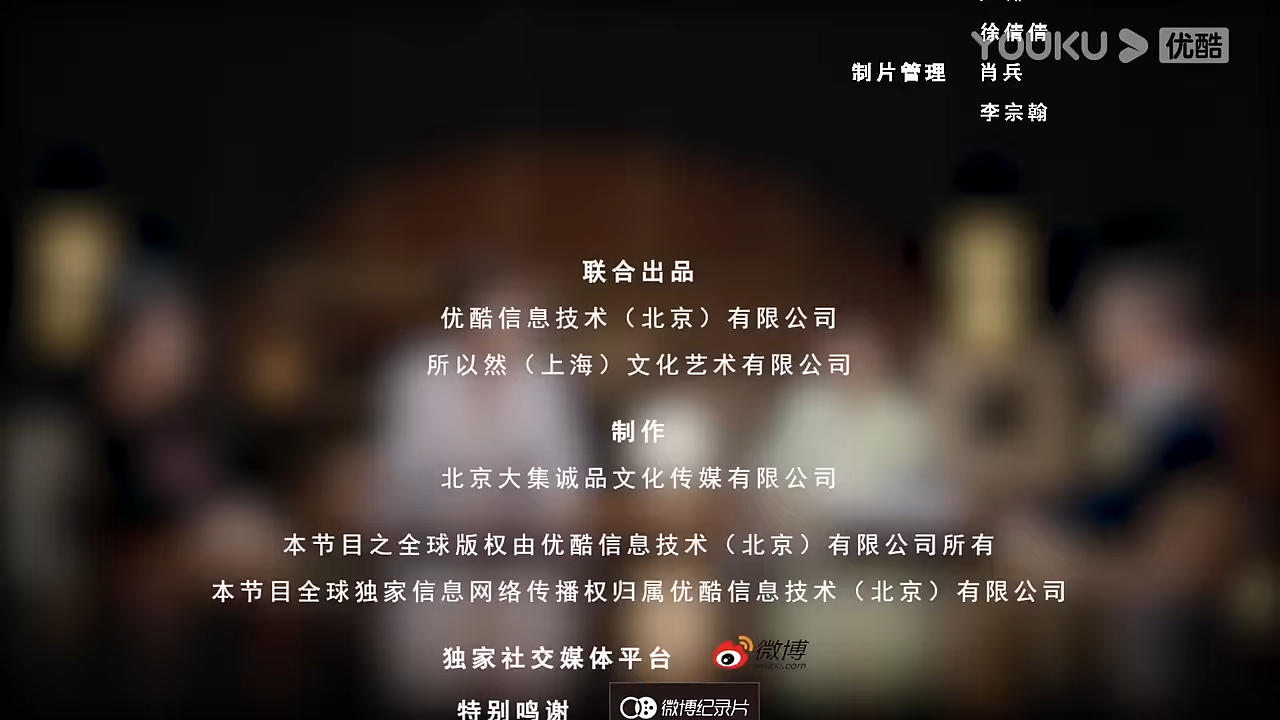 徐倩倩
YOUKU 优酷
制片管理 肖兵
李宗翰
联合出品
优酷信息技术（北京）有限公司
所以然（上海）文化艺术有限公司
制作
北京大集诚品文化传媒有限公司
本节目之全球版权由优酷信息技术（北京）有限公司所有
本节目全球独家信息网络传播权归属优酷信息技术（北京）有限公司
独家社交媒体平台 微博
weibo.com
特别鸣谢 微博纪录片